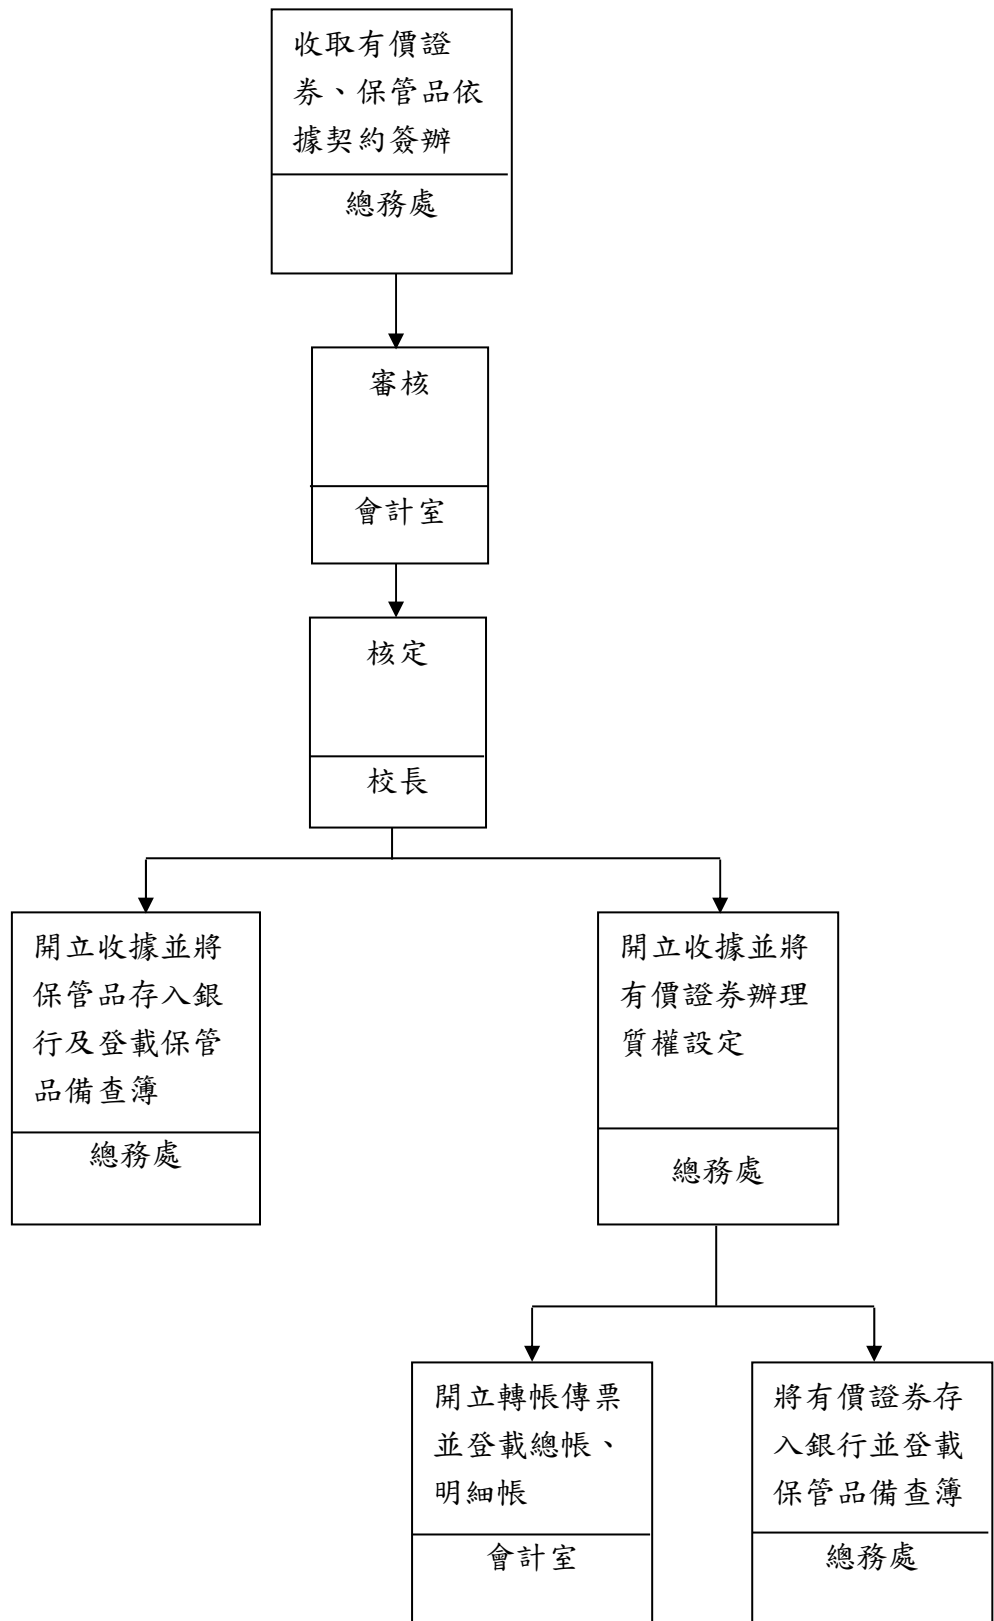 收取有價證
券、保管品依
據契約簽辦
總務處
審核
會計室
核定
校長
開立收據並將
保管品存入銀
行及登載保管
品備查簿
總務處
開立收據並將
有價證券辦理
質權設定
總務處
開立轉帳傳票
並登載總帳、
明細帳
會計室
將有價證券存
入銀行並登載
保管品備查簿
總務處